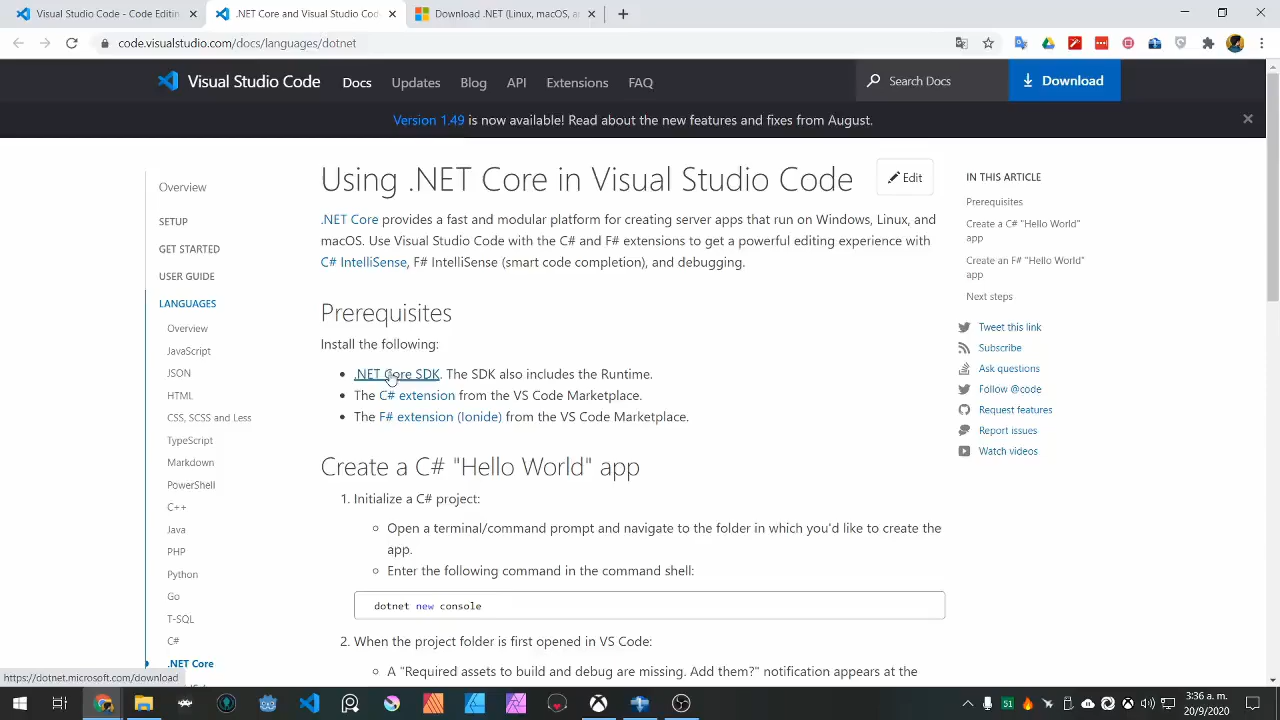 Visual Studio Code - Code Editin
.NET Core and Visual Studio Cod
Download .NET (Linux, macOS, an
code.visualstudio.com/docs/languages/dotnet
Visual Studio Code
Docs
Updates
Blog
API
Extensions
FAQ
Search Docs
Download
Version 1.49 is now available! Read about the new features and fixes from August.
Overview
SETUP
GET STARTED
USER GUIDE
LANGUAGES
Overview
JavaScript
JSON
HTML
CSS, SCSS and Less
TypeScript
Markdown
PowerShell
C++
Java
PHP
Python
Go
T-SQL
C#
.NET Core
Using .NET Core in Visual Studio Code
Edit
.NET Core provides a fast and modular platform for creating server apps that run on Windows, Linux, and
macOS. Use Visual Studio Code with the C# and F# extensions to get a powerful editing experience with
C# IntelliSense, F# IntelliSense (smart code completion), and debugging.
Prerequisites
Install the following:
.NET Core SDK. The SDK also includes the Runtime.
The C# extension from the VS Code Marketplace.
The F# extension (Ionide) from the VS Code Marketplace.
Create a C# "Hello World" app
1. Initialize a C# project:
Open a terminal/command prompt and navigate to the folder in which you'd like to create the
app.
Enter the following command in the command shell:
dotnet new console
2. When the project folder is first opened in VS Code:
A "Required assets to build and debug are missing. Add them?" notification appears at the
IN THIS ARTICLE
Prerequisites
Create a C# "Hello World"
app
Create an F# "Hello World"
app
Next steps
Tweet this link
Subscribe
Ask questions
Follow @code
Request features
Report issues
Watch videos
https://dotnet.microsoft.com/download
51
3:36 a. m.
20/9/2020